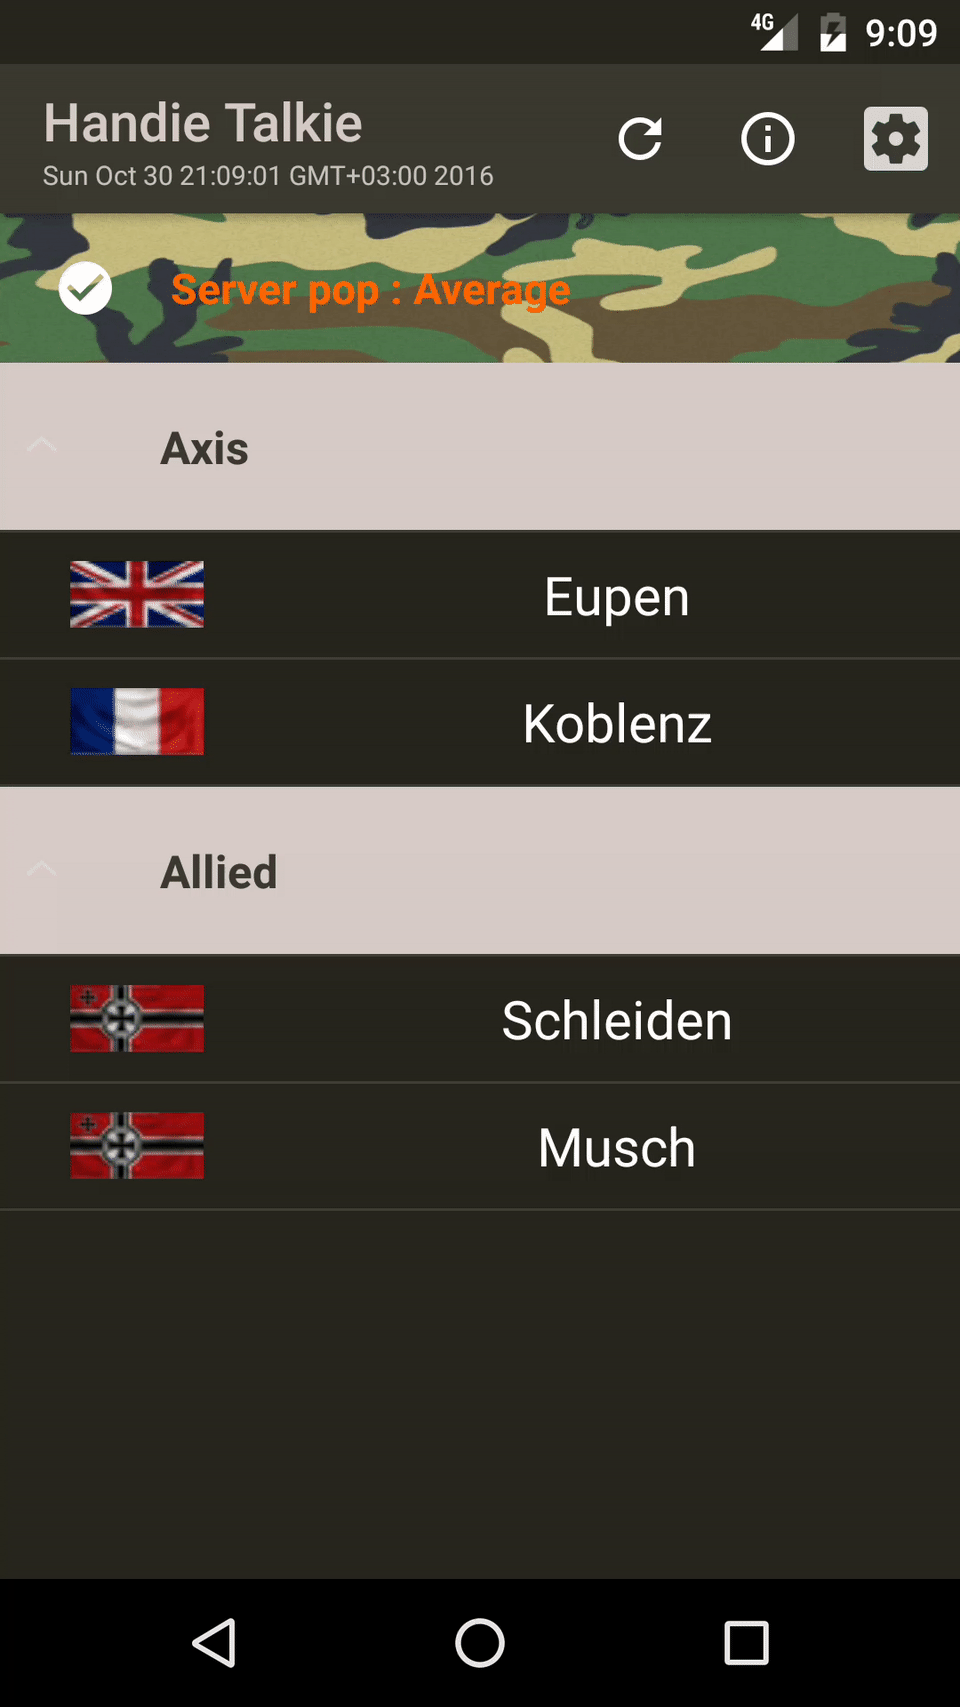 4G 9:09
Handie Talkie
Sun Oct 30 21:09:01 GMT+03:00 2016
Server pop : Average
Axis
Eupen
Koblenz
Allied
Schleiden
Musch